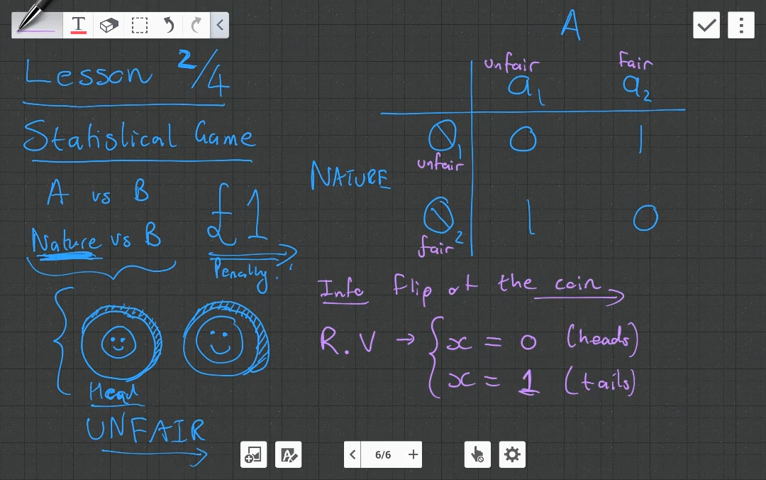 T
Lesson 2/4
Statistical Game
A vs B
Nature vs B
£1
Penalty
Head
UNFAIR
A
unfair Fair
a1 a2
θ1 0 1
unfair
NATURE
θ2 1 0
fair
Info Flip of the coin
R.V → { x = 0 (heads)
x = 1 (tails)
A
< 6/6 +